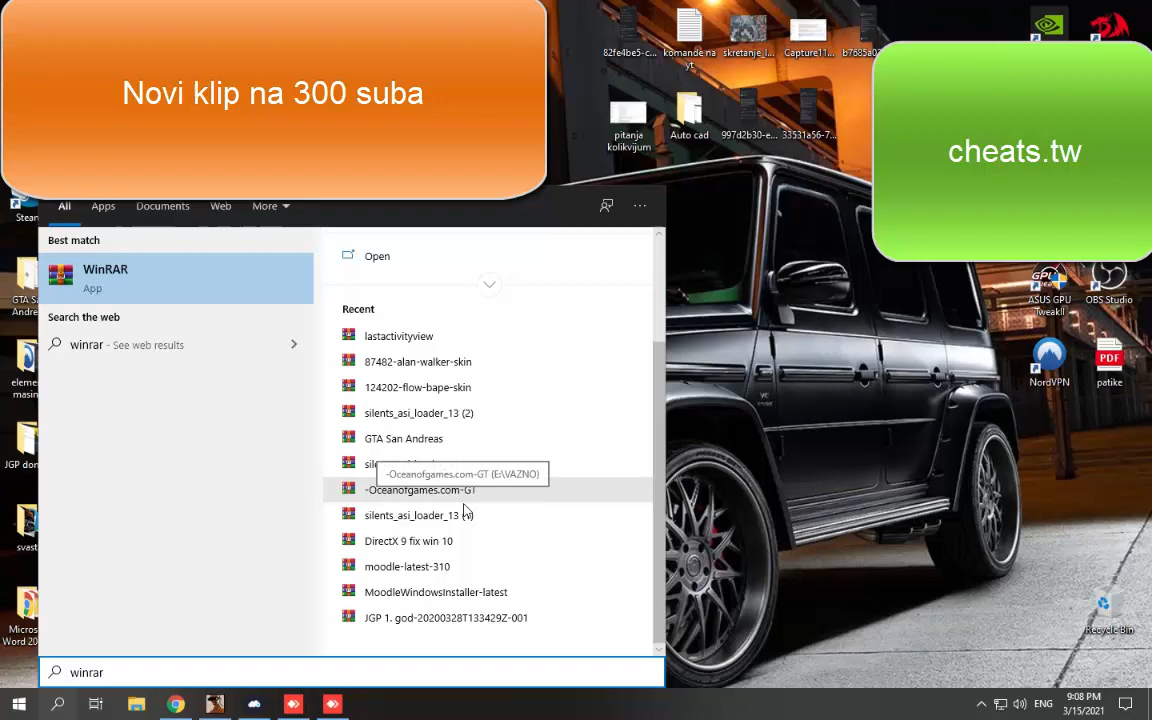 Novi klip na 300 suba
cheats.tw
82fe4be5-c...
komande na
yt
skretanje_l...
Capture11...
pitanja
kolikvijum
Auto cad
997d2b30-e...
33531a56-7...
All
Apps
Documents
Web
More
Best match
WinRAR
App
Search the web
winrar - See web results
Open
Recent
lastactivityview
87482-alan-walker-skin
124202-flow-bape-skin
silents_asi_loader_13 (2)
GTA San Andreas
-Oceanofgames.com-GT (E:\VAZNO)
-Oceanofgames.com-GT
silents_asi_loader_13
DirectX 9 fix win 10
moodle-latest-310
MoodleWindowsInstaller-latest
JGP 1. god-20200328T133429Z-001
winrar
Steam
GTA Sa
Andre
elemen
masin
JGP don
svast
Micros
Word 20
ASUS GPU
TweakII
OBS Studio
NordVPN
PDF
patike
Recycle Bin
ENG
9:08 PM
3/15/2021